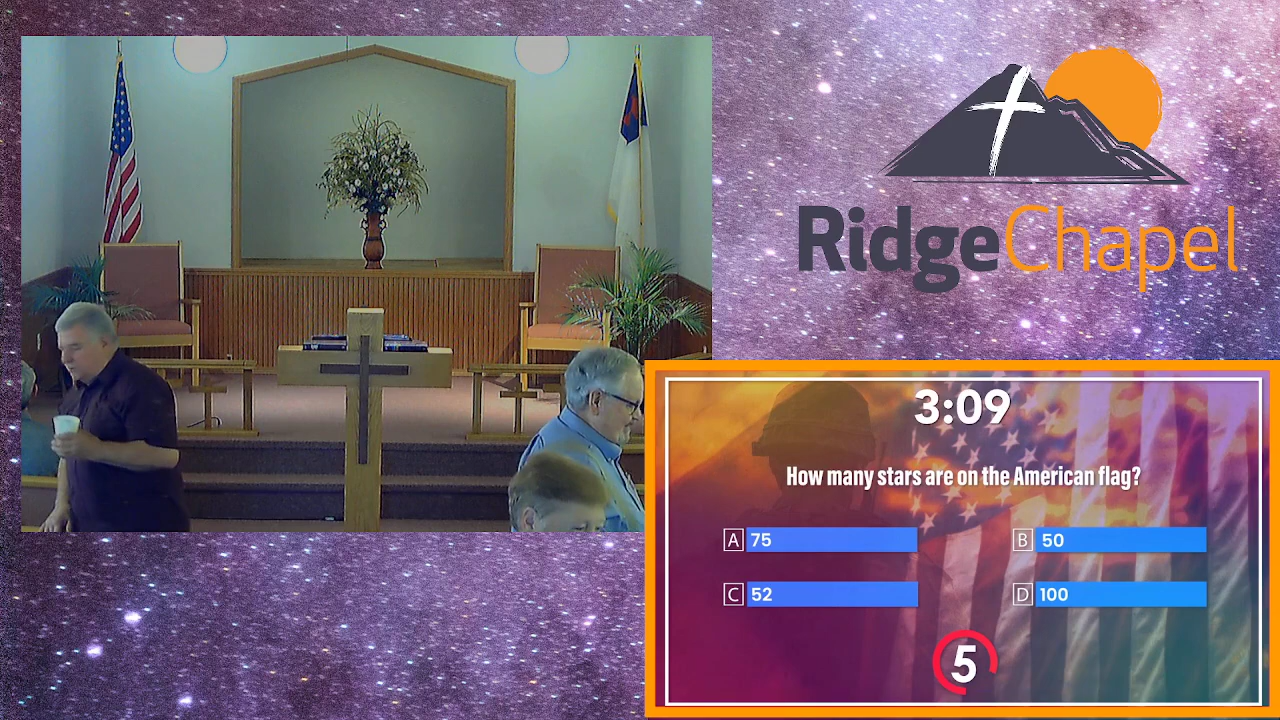 RidgeChapel
3:09
How many stars are on the American flag?
A 75
B 50
C 52
D 100
5